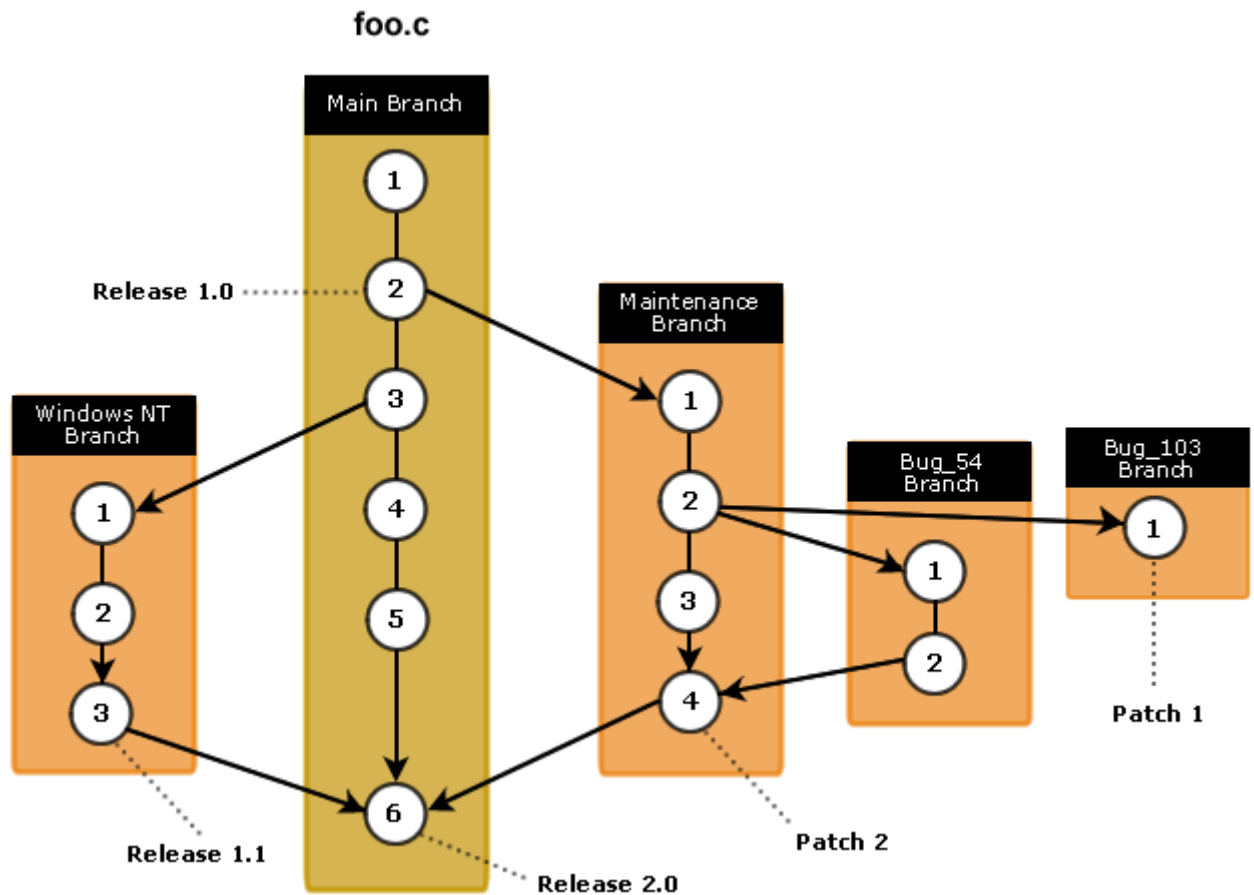 foo.c
Main Branch
1
2
3
4
5
6
Release 1.0
Release 2.0
Windows NT
Branch
1
2
3
Release 1.1
Maintenance
Branch
1
2
3
4
Patch 2
Bug_54
Branch
1
2
Bug_103
Branch
1
Patch 1